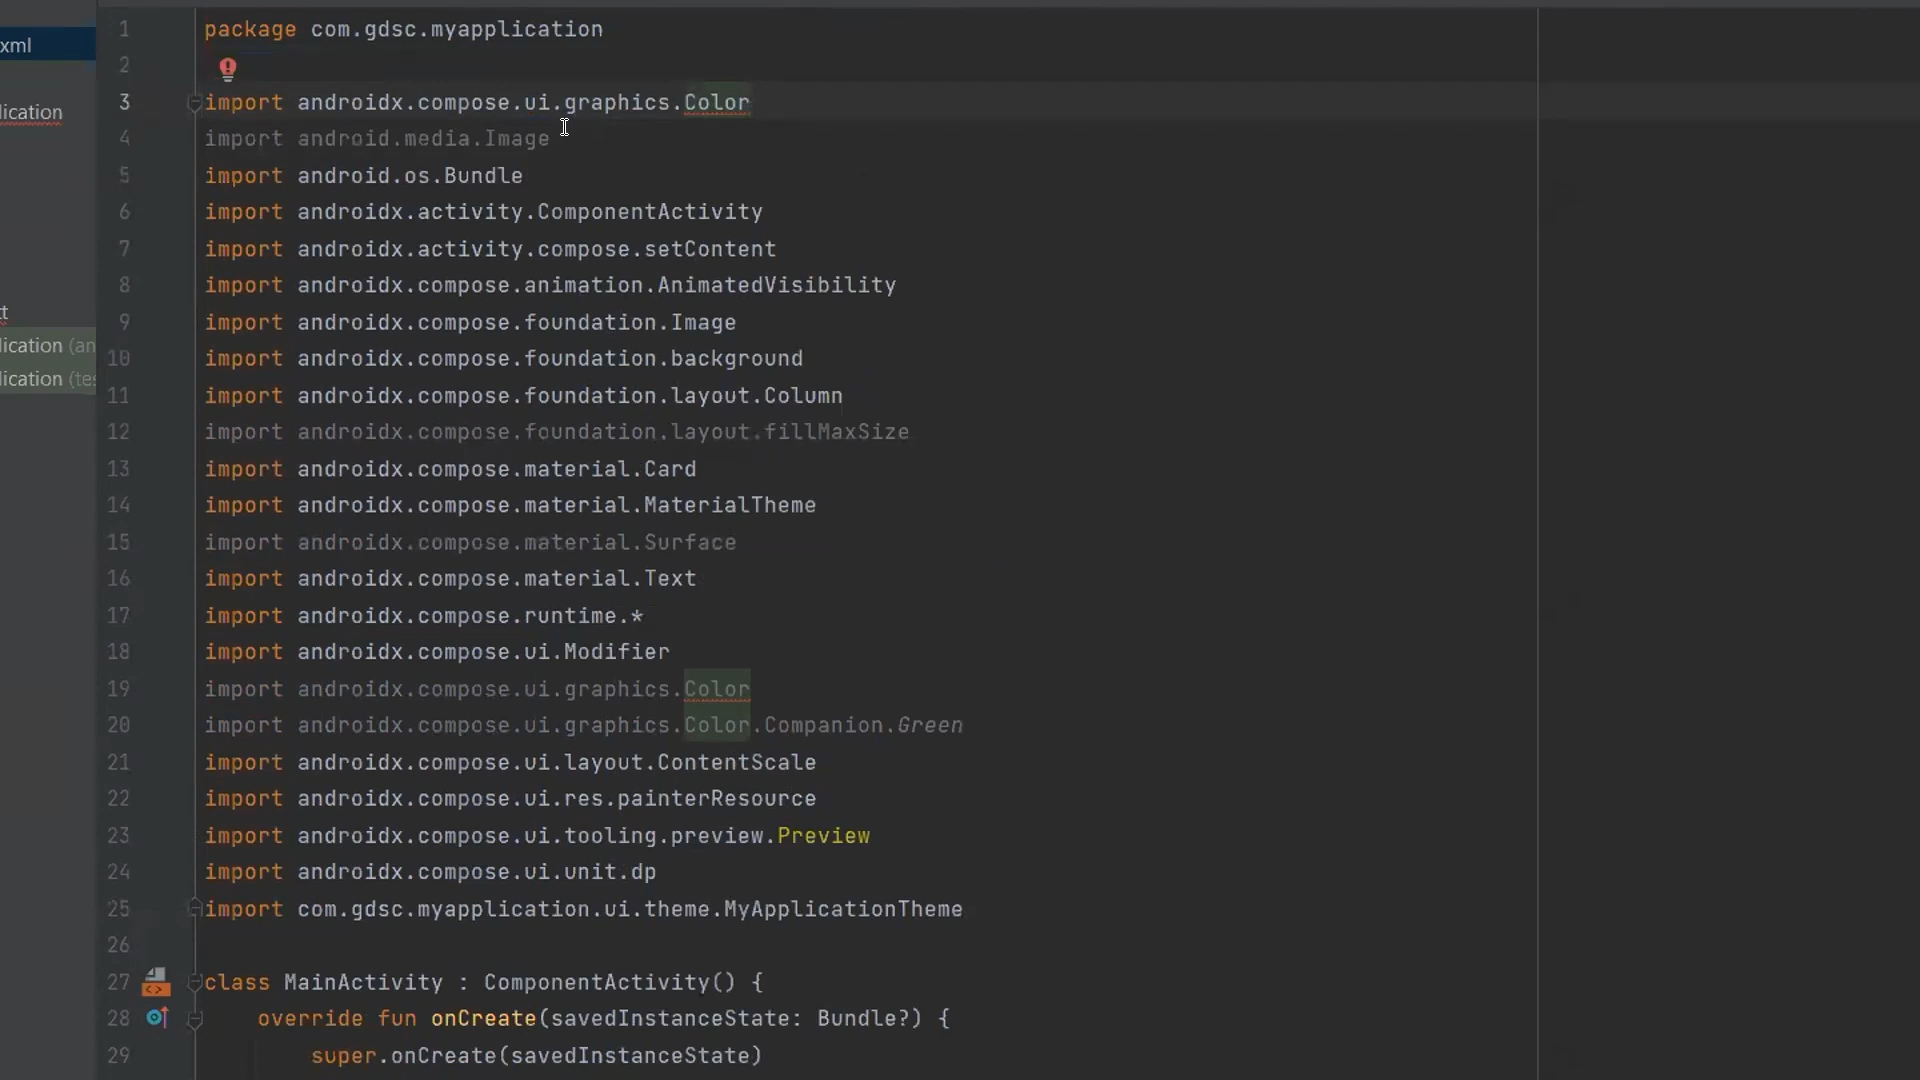 1 package com.gdsc.myapplication
xml
2
3 import androidx.compose.ui.graphics.Color
lication
4 import android.media.Image
5 import android.os.Bundle
6 import androidx.activity.ComponentActivity
7 import androidx.activity.compose.setContent
8 import androidx.compose.animation.AnimatedVisibility
t
9 import androidx.compose.foundation.Image
lication (an
10 import androidx.compose.foundation.background
lication (tes
11 import androidx.compose.foundation.layout.Column
12 import androidx.compose.foundation.layout.fillMaxSize
13 import androidx.compose.material.Card
14 import androidx.compose.material.MaterialTheme
15 import androidx.compose.material.Surface
16 import androidx.compose.material.Text
17 import androidx.compose.runtime.*
18 import androidx.compose.ui.Modifier
19 import androidx.compose.ui.graphics.Color
20 import androidx.compose.ui.graphics.Color.Companion.Green
21 import androidx.compose.ui.layout.ContentScale
22 import androidx.compose.ui.res.painterResource
23 import androidx.compose.ui.tooling.preview.Preview
24 import androidx.compose.ui.unit.dp
25 import com.gdsc.myapplication.ui.theme.MyApplicationTheme
26
27 class MainActivity : ComponentActivity() {
28 override fun onCreate(savedInstanceState: Bundle?) {
29 super.onCreate(savedInstanceState)